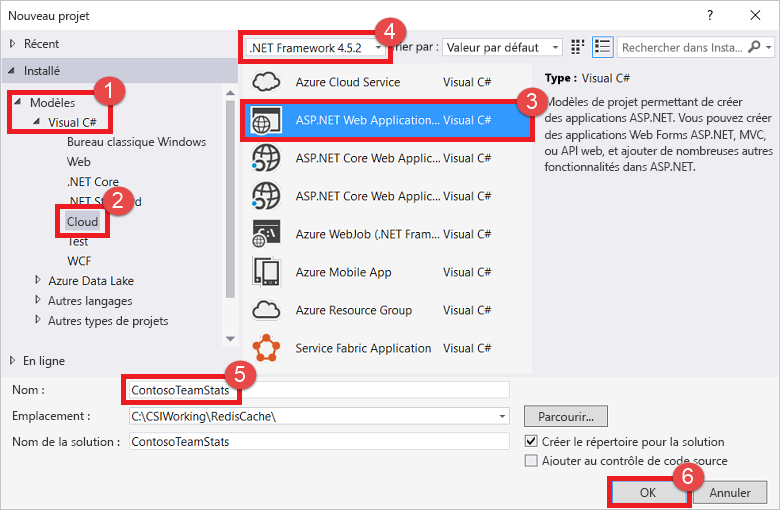 Nouveau projet
? ×
Récent
Installé
1
Modèles
Visual C#
Bureau classique Windows
Web
.NET Core
.NET St d
2
Cloud
Test
WCF
Azure Data Lake
Autres langages
Autres types de projets
En ligne
4
.NET Framework 4.5.2
rier par : Valeur par défaut
Rechercher dans Insta...
Azure Cloud Service Visual C#
3
ASP.NET Web Application... Visual C#
ASP.NET Core Web Applic... Visual C#
ASP.NET Core Web Applic... Visual C#
Azure WebJob (.NET Fram... Visual C#
Azure Mobile App Visual C#
Azure Resource Group Visual C#
Service Fabric Application Visual C#
Type : Visual C#
Modèles de projet permettant de créer
des applications ASP.NET. Vous pouvez créer
des applications Web Forms ASP.NET, MVC,
ou API web, et ajouter de nombreuses autres
fonctionnalités dans ASP.NET.
5
Nom : ContosoTeamStats
Emplacement : C:\CSIWorking\RedisCache\
Parcourir...
Nom de la solution : ContosoTeamStats
Créer le répertoire pour la solution
Ajouter au contrôle de code source
6
OK
Annuler